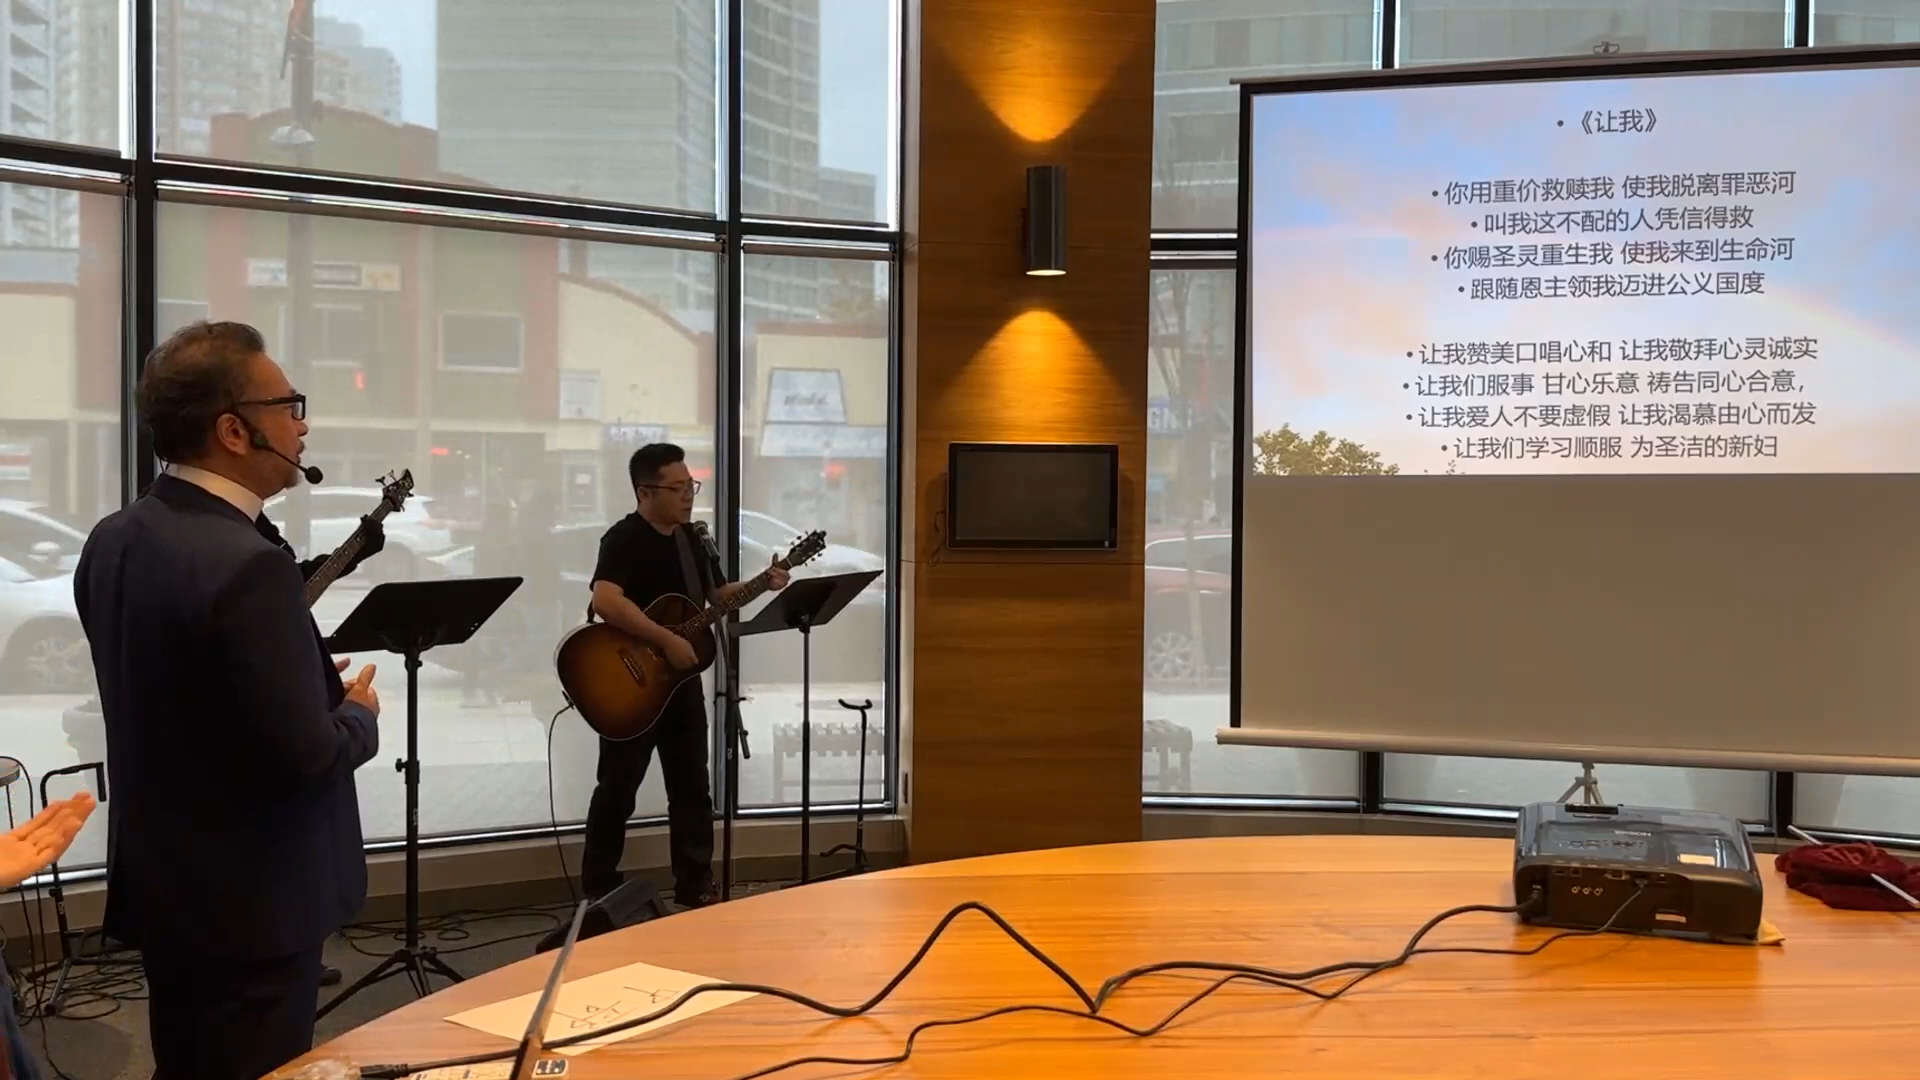 • 《让我》
• 你用重价救赎我 使我脱离罪恶河
• 叫我这不配的人凭信得救
• 你赐圣灵重生我 使我来到生命河
• 跟随恩主领我迈进公义国度
• 让我赞美口唱心和 让我敬拜心灵诚实
• 让我们服事 甘心乐意 祷告同心合意，
• 让我爱人不要虚假 让我渴慕由心而发
• 让我们学习顺服 为圣洁的新妇
EPSON